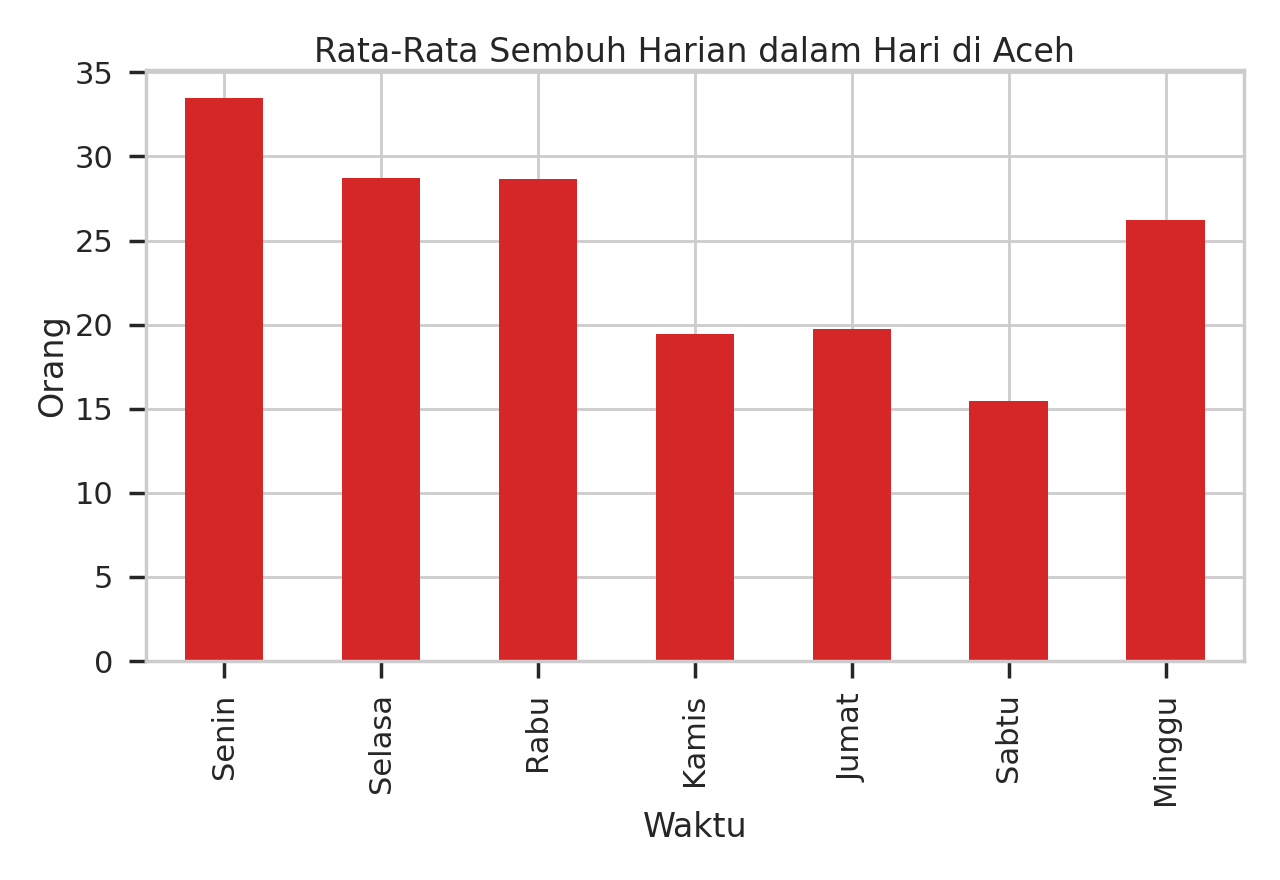 Rata-Rata Sembuh Harian dalam Hari di Aceh
35
30
25
20
15
10
5
0
Orang
Senin
Selasa
Rabu
Kamis
Jumat
Sabtu
Minggu
Waktu